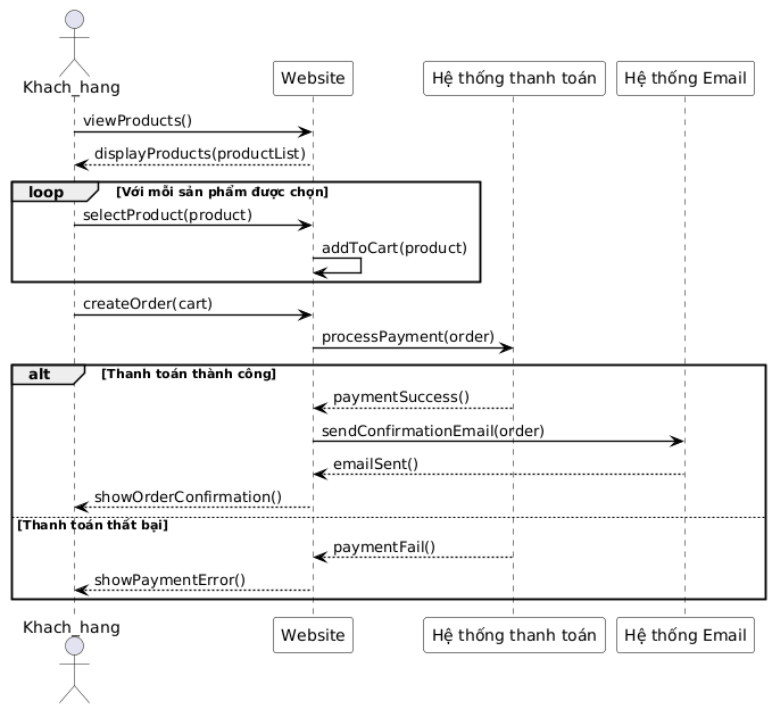 Khach_hang
Website
Hệ thống thanh toán
Hệ thống Email
viewProducts()
displayProducts(productList)
loop
[Với mỗi sản phẩm được chọn]
selectProduct(product)
addToCart(product)
createOrder(cart)
processPayment(order)
alt
[Thanh toán thành công]
paymentSuccess()
sendConfirmationEmail(order)
emailSent()
showOrderConfirmation()
[Thanh toán thất bại]
paymentFail()
showPaymentError()
Khach_hang
Website
Hệ thống thanh toán
Hệ thống Email